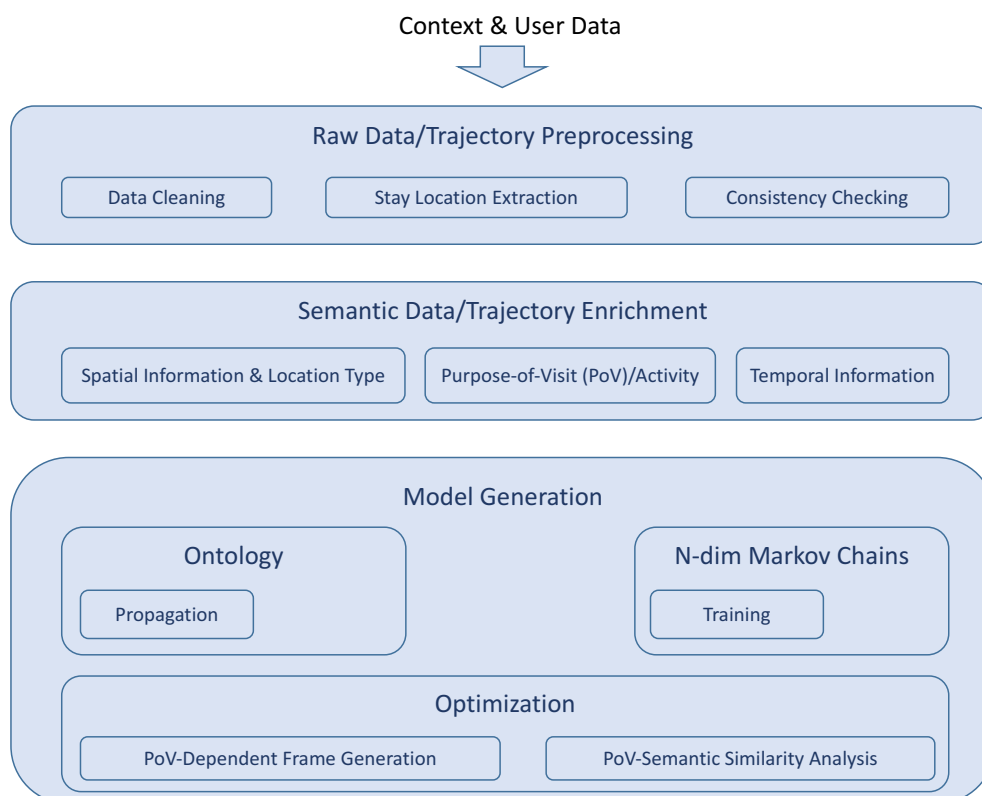 Context & User Data
Raw Data/Trajectory Preprocessing
Data Cleaning
Stay Location Extraction
Consistency Checking
Semantic Data/Trajectory Enrichment
Spatial Information & Location Type
Purpose-of-Visit (PoV)/Activity
Temporal Information
Model Generation
Ontology
Propagation
N-dim Markov Chains
Training
Optimization
PoV-Dependent Frame Generation
PoV-Semantic Similarity Analysis